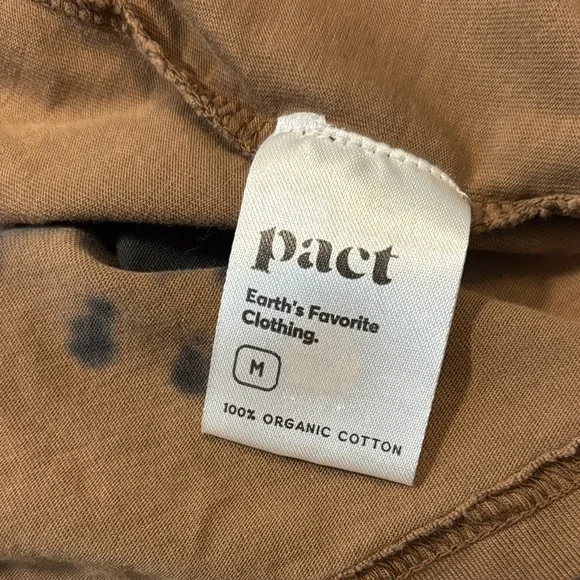 pact
Earth's Favorite
Clothing.
M
100% ORGANIC COTTON